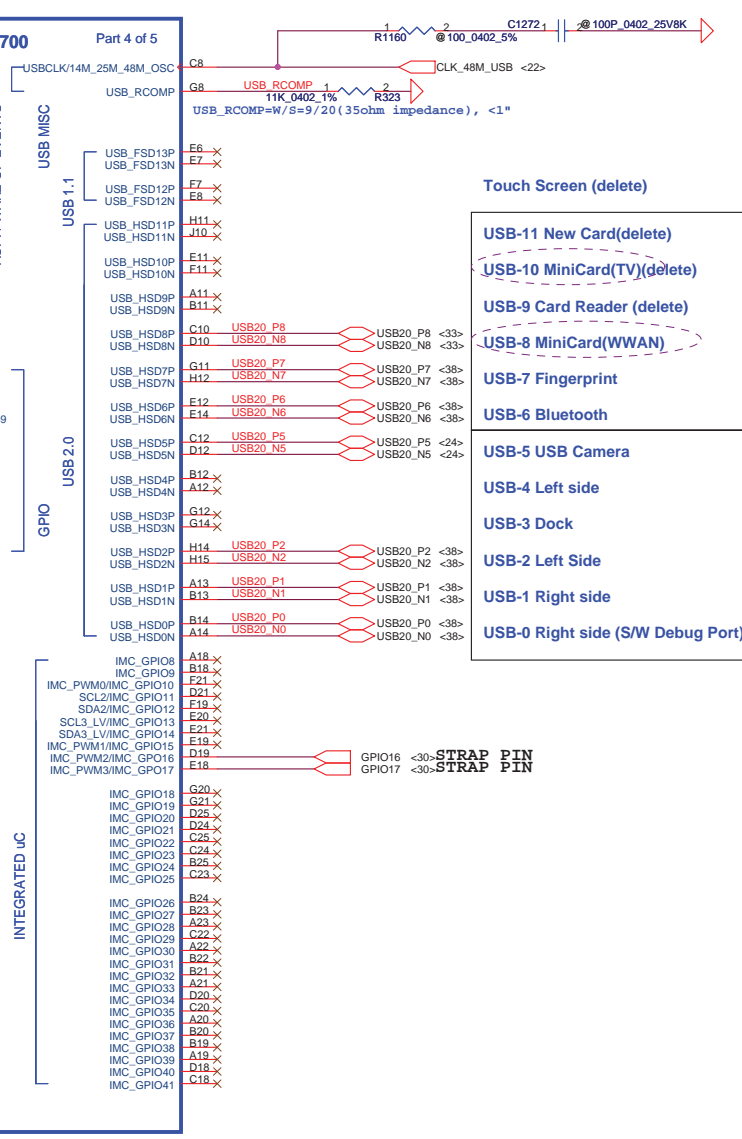 700 Part 4 of 5
R1160 1 2 @100_0402_5% C1272 1 2 @100P_0402_25V8K
USBCLK/14M_25M_48M_OSC C8 CLK_48M_USB <22>
USB_RCOMP G8 USB_RCOMP 1 2 11K_0402_1% R323
USB_RCOMP=W/S=9/20(35ohm impedance), <1"
USB MISC
USB_FSD13P E6
USB_FSD13N E7
USB_FSD12P F7
USB_FSD12N E8
USB 1.1
Touch Screen (delete)
USB_HSD11P H11
USB_HSD11N J10
USB-11 New Card(delete)
USB_HSD10P E11
USB_HSD10N F11
USB-10 MiniCard(TV)(delete)
USB_HSD9P A11
USB_HSD9N B11
USB-9 Card Reader (delete)
USB_HSD8P C10 USB20_P8 USB20_P8 <33>
USB_HSD8N D10 USB20_N8 USB20_N8 <33>
USB-8 MiniCard(WWAN)
USB_HSD7P G11 USB20_P7 USB20_P7 <38>
USB_HSD7N H12 USB20_N7 USB20_N7 <38>
USB-7 Fingerprint
9
USB_HSD6P E12 USB20_P6 USB20_P6 <38>
USB_HSD6N E14 USB20_N6 USB20_N6 <38>
USB-6 Bluetooth
USB_HSD5P C12 USB20_P5 USB20_P5 <24>
USB_HSD5N D12 USB20_N5 USB20_N5 <24>
USB-5 USB Camera
USB 2.0
USB_HSD4P B12
USB_HSD4N A12
USB-4 Left side
GPIO
USB_HSD3P G12
USB_HSD3N G14
USB-3 Dock
USB_HSD2P H14 USB20_P2 USB20_P2 <38>
USB_HSD2N H15 USB20_N2 USB20_N2 <38>
USB-2 Left Side
USB_HSD1P A13 USB20_P1 USB20_P1 <38>
USB_HSD1N B13 USB20_N1 USB20_N1 <38>
USB-1 Right side
USB_HSD0P B14 USB20_P0 USB20_P0 <38>
USB_HSD0N A14 USB20_N0 USB20_N0 <38>
USB-0 Right side (S/W Debug Port)
IMC_GPIO8 A18
IMC_GPIO9 B18
IMC_PWM0/IMC_GPIO10 F21
SCL2/IMC_GPIO11 D21
SDA2/IMC_GPIO12 F19
SCL3_LV/IMC_GPIO13 E20
SDA3_LV/IMC_GPIO14 E21
IMC_PWM1/IMC_GPIO15 E19
IMC_PWM2/IMC_GPO16 D19 GPIO16 <30> STRAP PIN
IMC_PWM3/IMC_GPO17 E18 GPIO17 <30> STRAP PIN
IMC_GPIO18 G20
IMC_GPIO19 G21
IMC_GPIO20 D25
IMC_GPIO21 D24
IMC_GPIO22 C25
IMC_GPIO23 C24
IMC_GPIO24 B25
IMC_GPIO25 C23
INTEGRATED uC
IMC_GPIO26 B24
IMC_GPIO27 B23
IMC_GPIO28 A23
IMC_GPIO29 C22
IMC_GPIO30 A22
IMC_GPIO31 B22
IMC_GPIO32 B21
IMC_GPIO33 A21
IMC_GPIO34 D20
IMC_GPIO35 C20
IMC_GPIO36 A20
IMC_GPIO37 B20
IMC_GPIO38 B19
IMC_GPIO39 A19
IMC_GPIO40 D18
IMC_GPIO41 C18